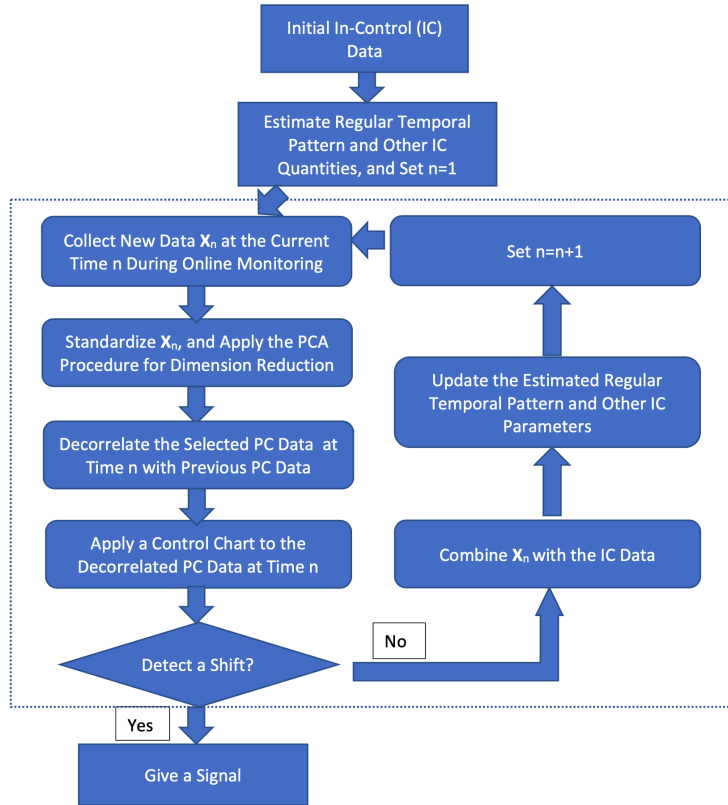 Initial In-Control (IC)
Data
Estimate Regular Temporal
Pattern and Other IC
Quantities, and Set n=1
Collect New Data Xn at the Current
Time n During Online Monitoring
Standardize Xn, and Apply the PCA
Procedure for Dimension Reduction
Decorrelate the Selected PC Data at
Time n with Previous PC Data
Apply a Control Chart to the
Decorrelated PC Data at Time n
Detect a Shift?
Yes
Give a Signal
No
Combine Xn with the IC Data
Update the Estimated Regular
Temporal Pattern and Other IC
Parameters
Set n=n+1